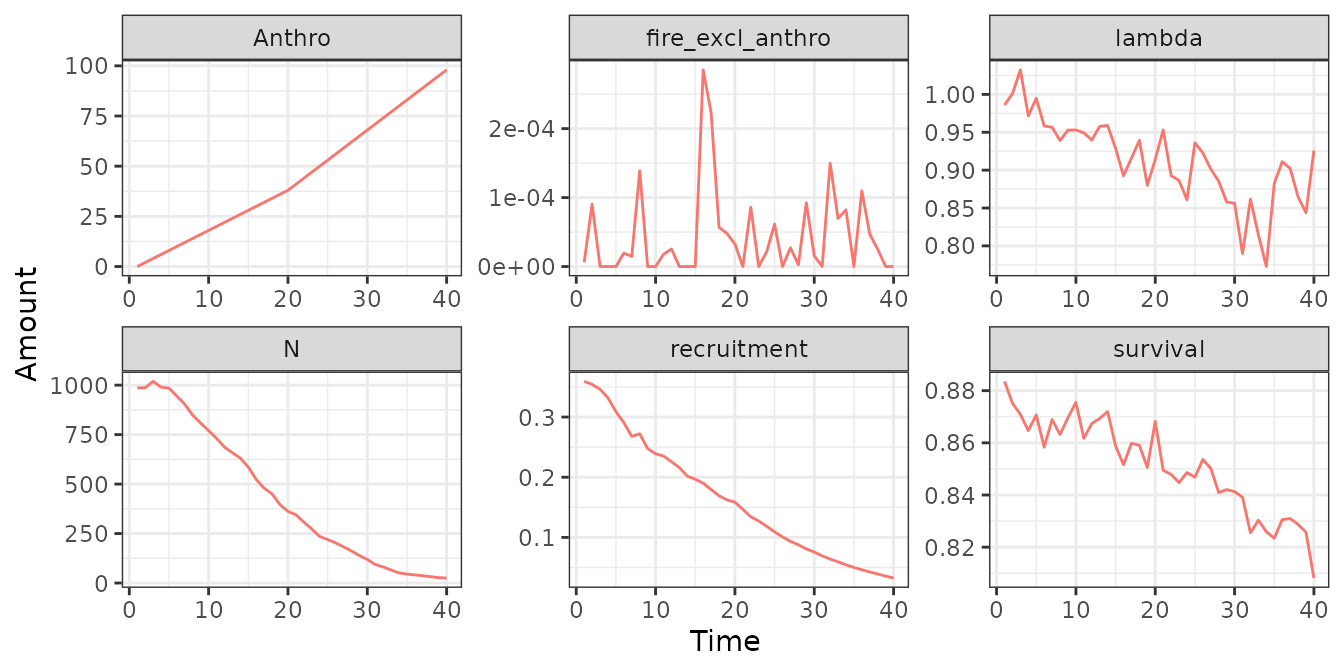 Anthro
fire_excl_anthro
lambda
100
75
50
25
0
2e-04
1e-04
0e+00
1.00
0.95
0.90
0.85
0.80
0 10 20 30 40
0 10 20 30 40
0 10 20 30 40
Amount
N
recruitment
survival
1000
750
500
250
0
0.3
0.2
0.1
0.88
0.86
0.84
0.82
0 10 20 30 40
0 10 20 30 40
0 10 20 30 40
Time